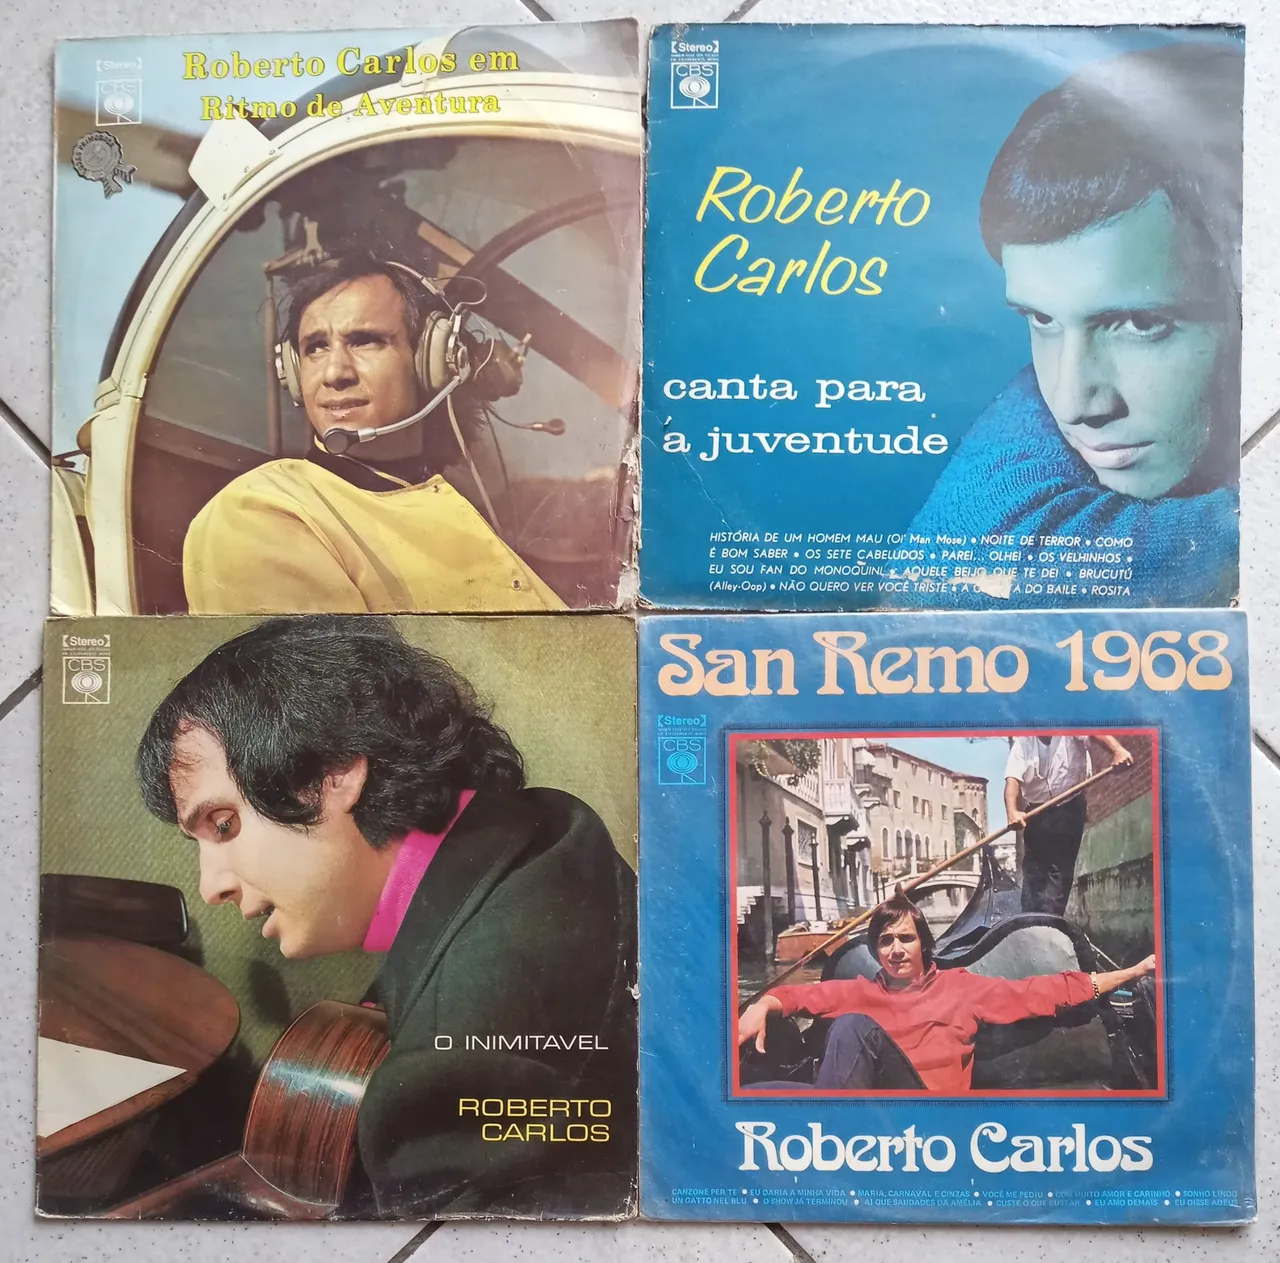 Roberto Carlos em
Ritmo de Aventura
Stereo
CBS
Stereo
CBS
Roberto
Carlos
canta para
a juventude
HISTÓRIA DE UM HOMEM MAU (Ol' Man Mose) • NOITE DE TERROR • COMO
É BOM SABER • OS SETE CABELUDOS • PAREI... OLHEI • OS VELHINHOS •
EU SOU FAN DO MONOQUINI • AQUELE BEIJO QUE TE DEI • BRUCUTÚ
(Alley-Oop) • NÃO QUERO VER VOCÊ TRISTE • A DO BAILE • ROSITA
Stereo
CBS
O INIMITAVEL
ROBERTO
CARLOS
San Remo 1968
Stereo
CBS
Roberto Carlos
CANZONE PER TE • EU DARIA A MINHA VIDA • MARIA, CARNAVAL E CINZAS • VOCÊ ME PEDIU • COM MUITO AMOR E CARINHO • SONHO LINDO
UN GATTO NEL BLU • O SHOW JÁ TERMINOU • AI QUE SAUDADES DA AMÉLIA • CUSTE O QUE CUSTAR • EU AMO DEMAIS • EU DISSE ADEUS